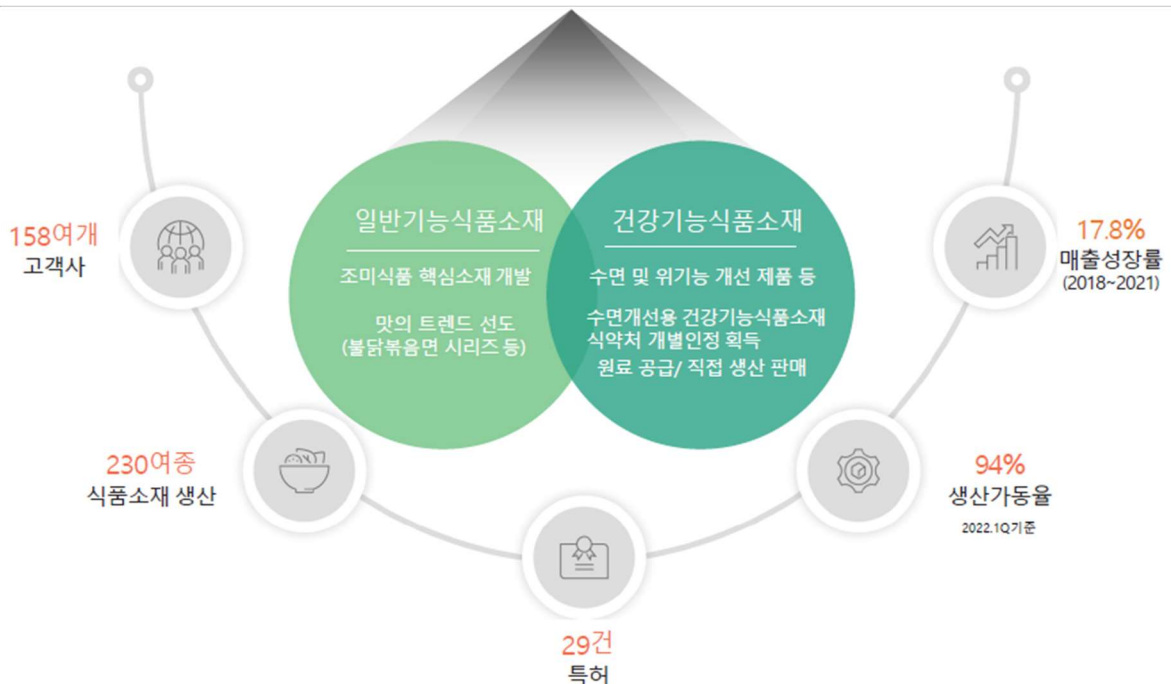 일반기능식품소재
조미식품 핵심소재 개발
맛의 트렌드 선도
(불닭볶음면 시리즈 등)
건강기능식품소재
수면 및 위기능 개선 제품 등
수면개선용 건강기능식품소재
식약처 개별인정 획득
원료 공급/ 직접 생산 판매
158여개
고객사
230여종
식품소재 생산
29건
특허
94%
생산가동율
2022.1Q기준
17.8%
매출성장률
(2018~2021)